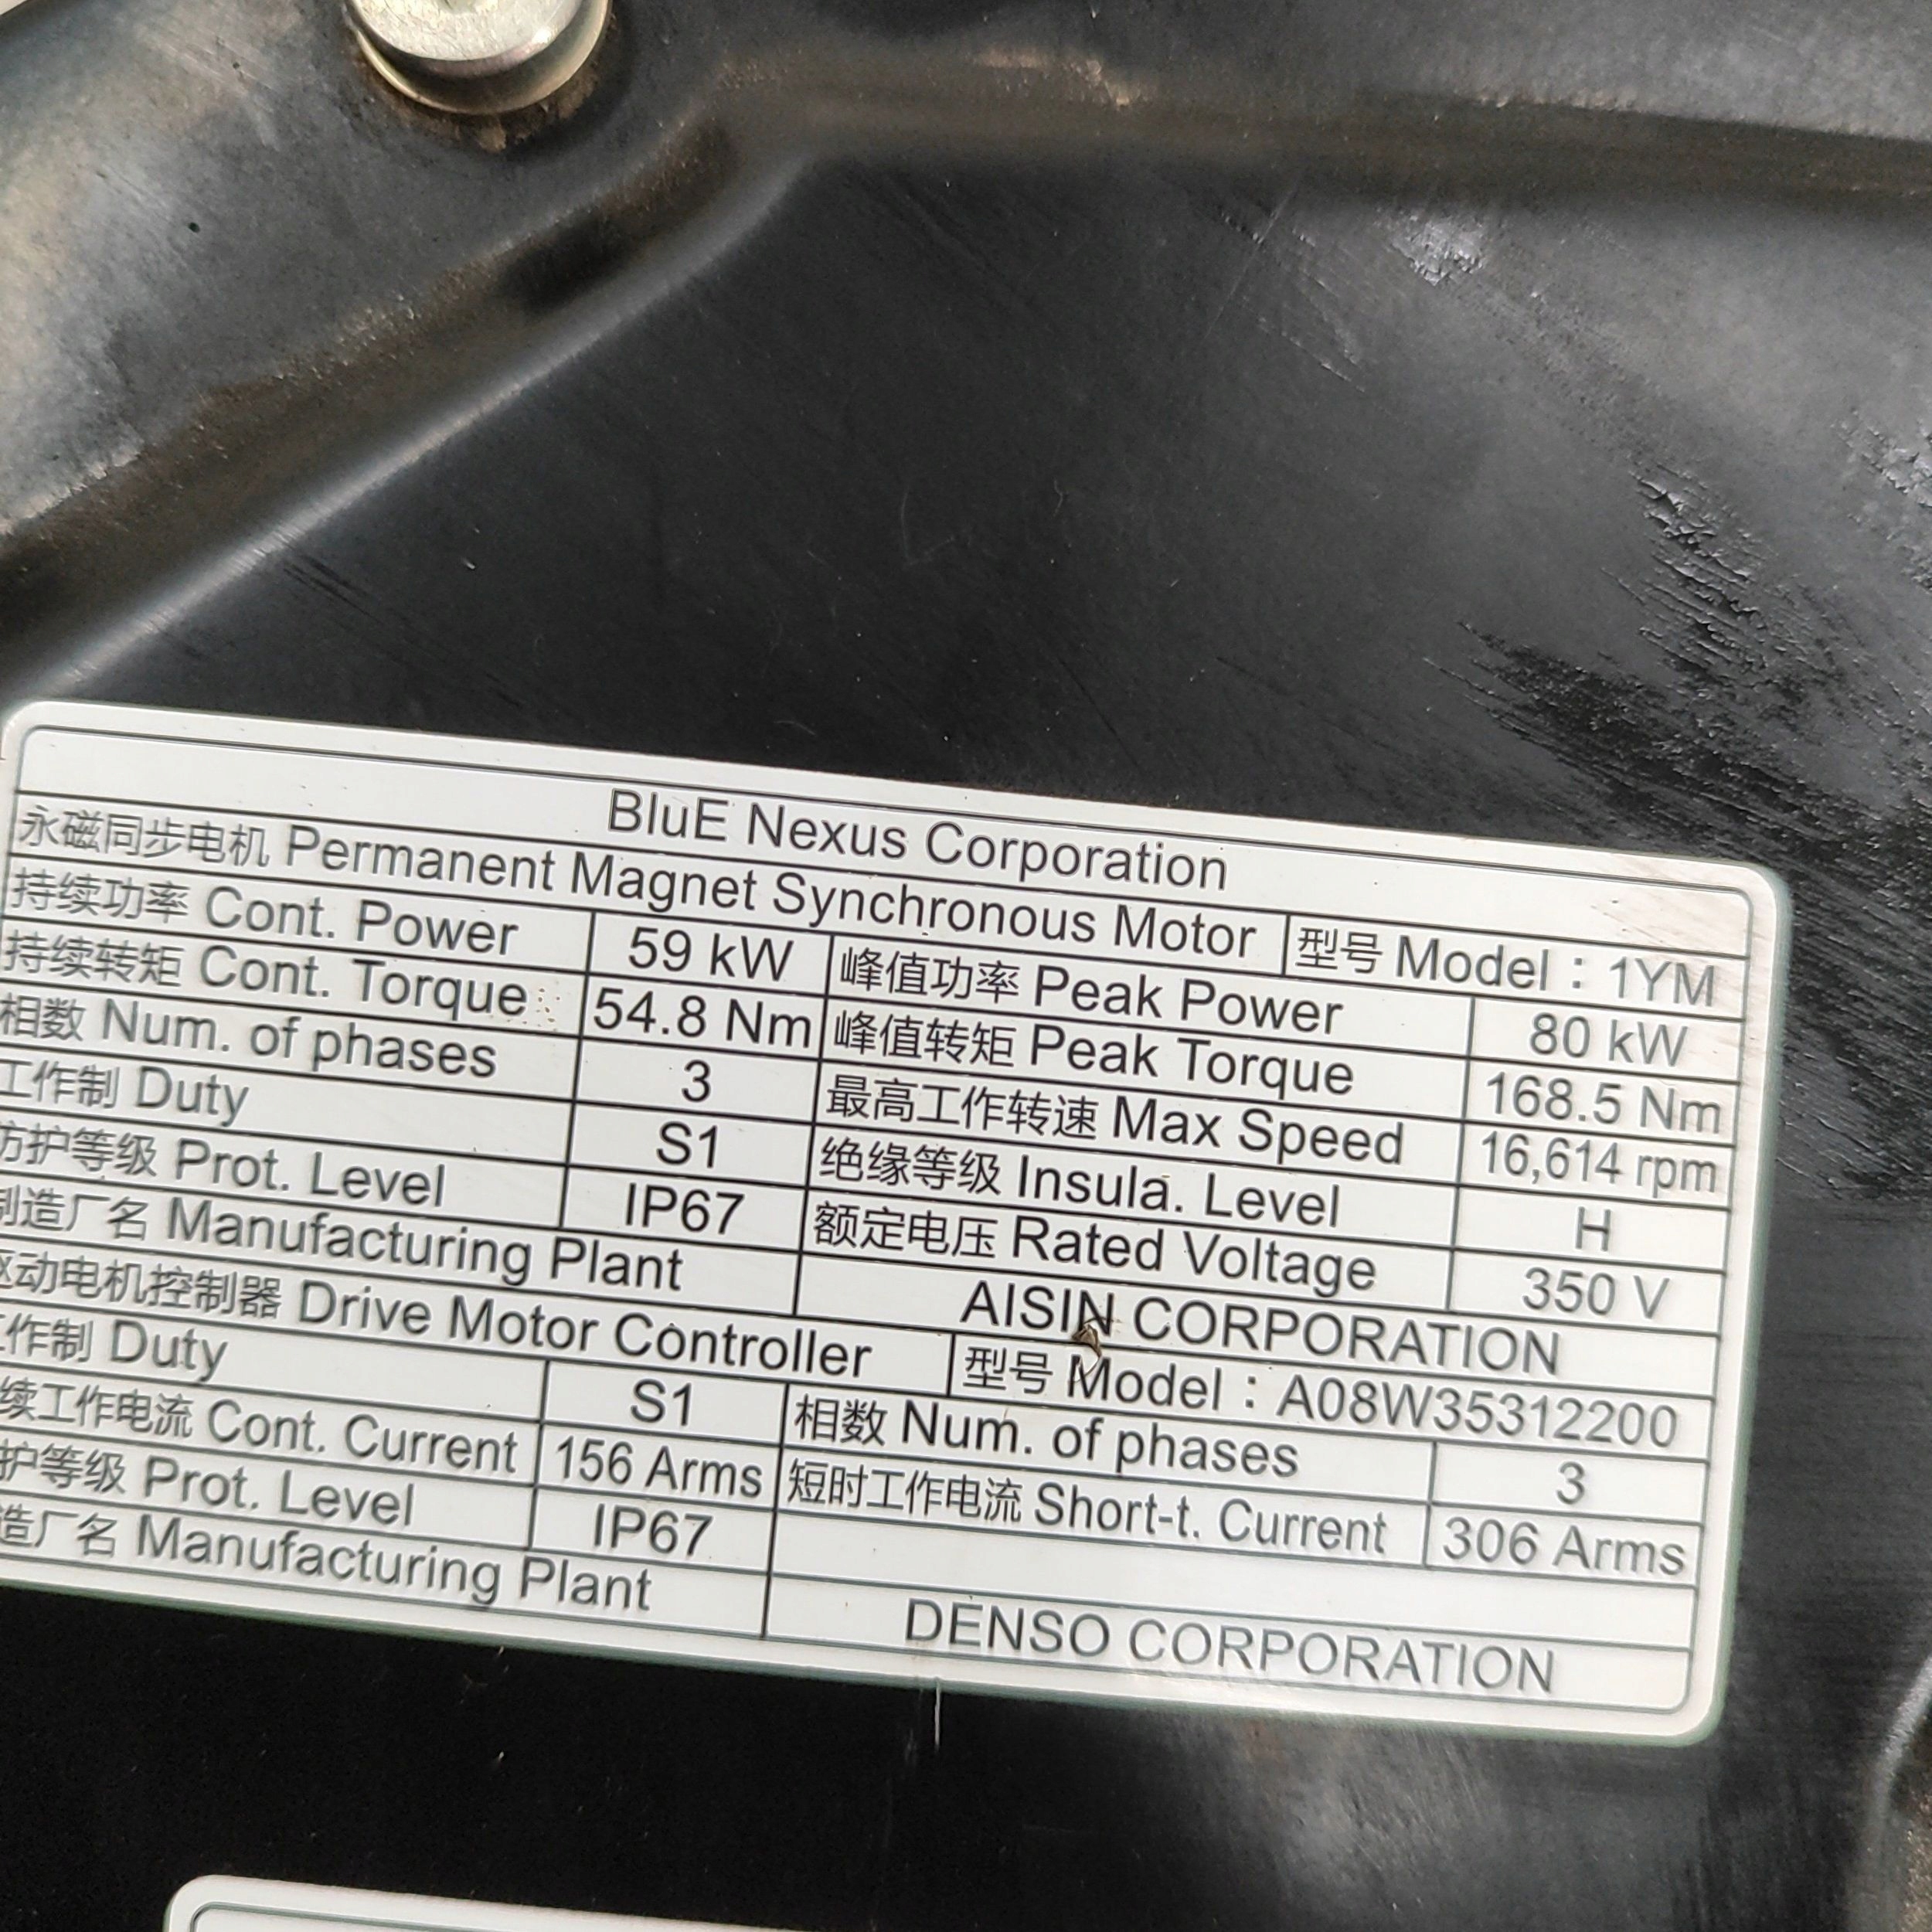 BluE Nexus Corporation
永磁同步电机 Permanent Magnet Synchronous Motor 型号 Model : 1YM
持续功率 Cont. Power 59 kW 峰值功率 Peak Power 80 kW
持续转矩 Cont. Torque 54.8 Nm 峰值转矩 Peak Torque 168.5 Nm
相数 Num. of phases 3 最高工作转速 Max Speed 16,614 rpm
工作制 Duty S1 绝缘等级 Insula. Level H
防护等级 Prot. Level IP67 额定电压 Rated Voltage 350 V
制造厂名 Manufacturing Plant AISIN CORPORATION
驱动电机控制器 Drive Motor Controller 型号 Model : A08W35312200
工作制 Duty S1 相数 Num. of phases 3
续工作电流 Cont. Current 156 Arms 短时工作电流 Short-t. Current 306 Arms
护等级 Prot. Level IP67
造厂名 Manufacturing Plant DENSO CORPORATION